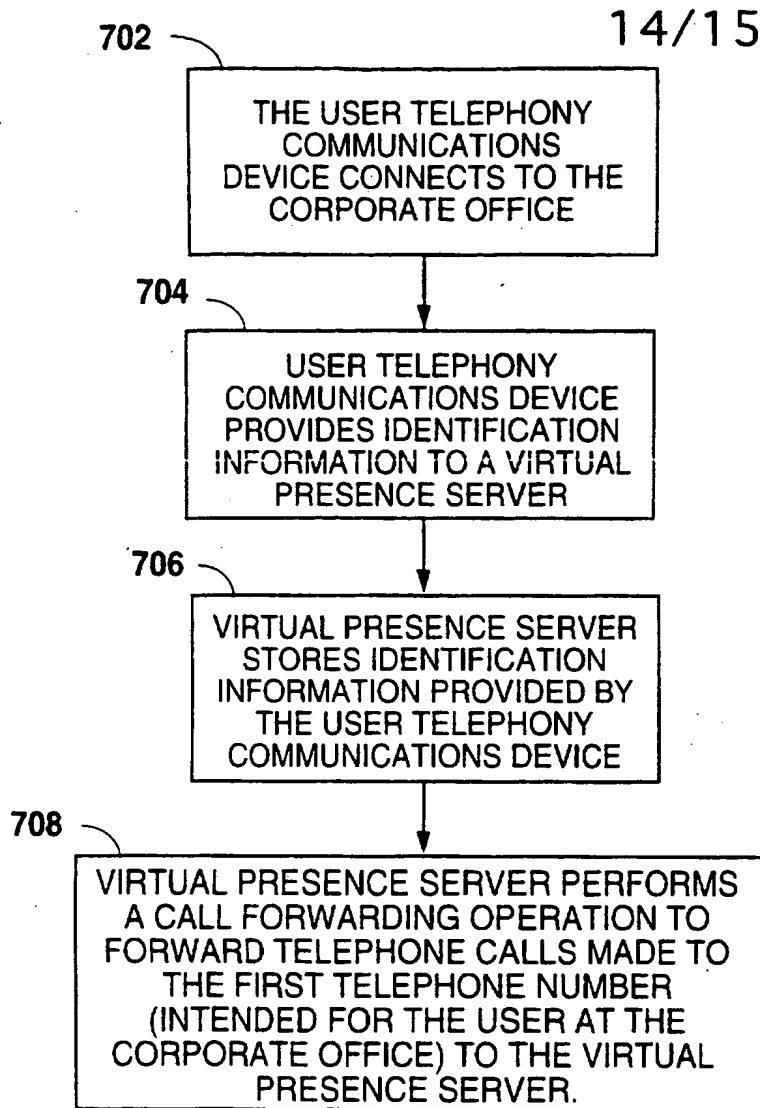 14/15
702
THE USER TELEPHONY
COMMUNICATIONS
DEVICE CONNECTS TO THE
CORPORATE OFFICE
704
USER TELEPHONY
COMMUNICATIONS DEVICE
PROVIDES IDENTIFICATION
INFORMATION TO A VIRTUAL
PRESENCE SERVER
706
VIRTUAL PRESENCE SERVER
STORES IDENTIFICATION
INFORMATION PROVIDED BY
THE USER TELEPHONY
COMMUNICATIONS DEVICE
708
VIRTUAL PRESENCE SERVER PERFORMS
A CALL FORWARDING OPERATION TO
FORWARD TELEPHONE CALLS MADE TO
THE FIRST TELEPHONE NUMBER
(INTENDED FOR THE USER AT THE
CORPORATE OFFICE) TO THE VIRTUAL
PRESENCE SERVER.